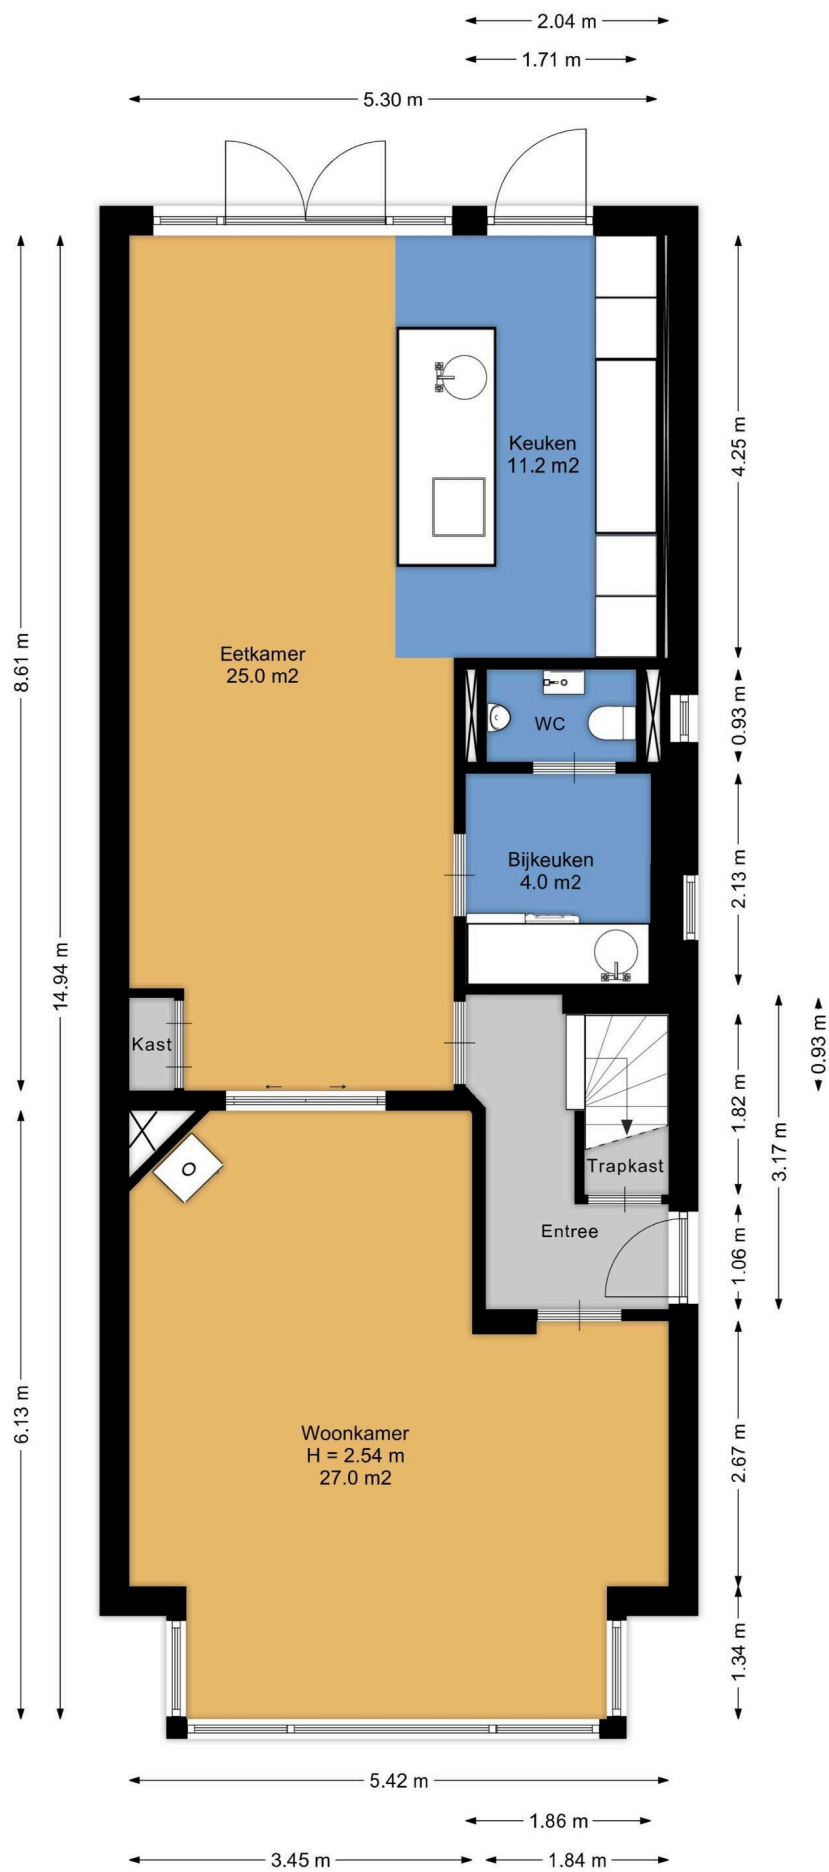 2.04 m
1.71 m
5.30 m
Keuken
11.2 m2
4.25 m
8.61 m
Eetkamer
25.0 m2
WC
0.93 m
Bijkeuken
4.0 m2
2.13 m
14.94 m
Kast
0.93 m
1.82 m
3.17 m
Trapkast
Entree
1.06 m
6.13 m
Woonkamer
H = 2.54 m
27.0 m2
2.67 m
1.34 m
5.42 m
1.86 m
3.45 m
1.84 m